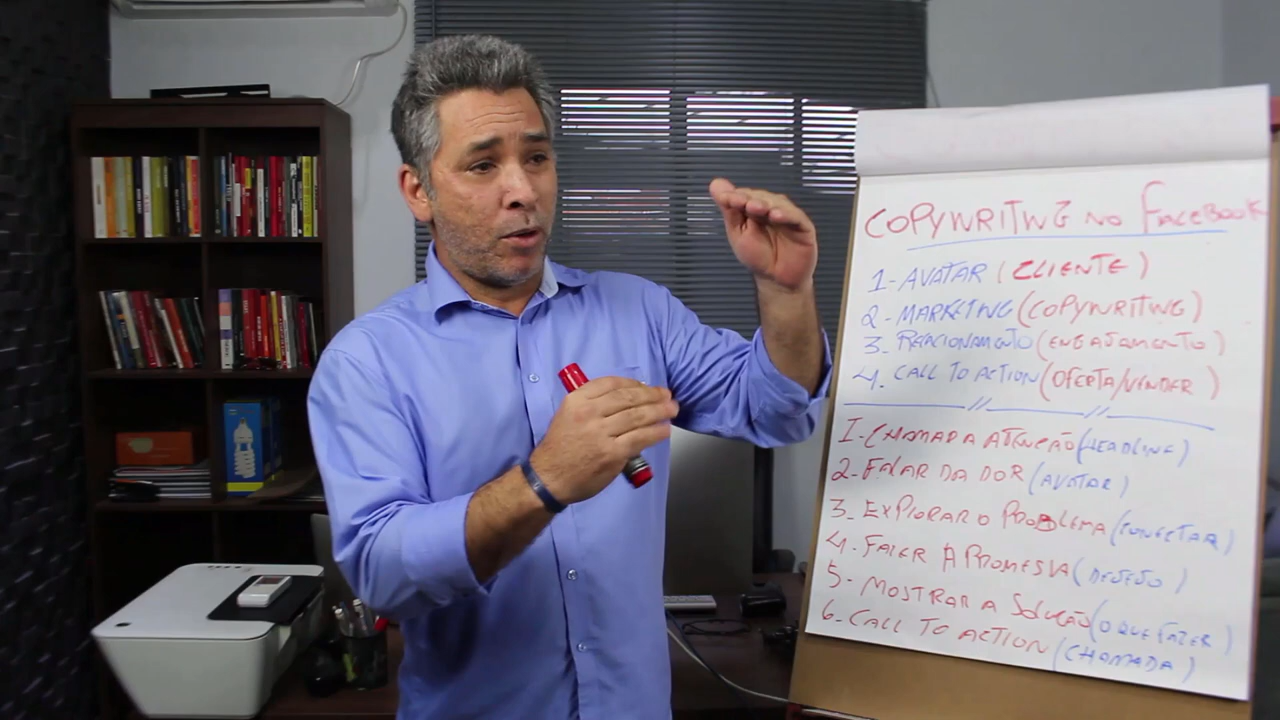 COPYWRITING NO FACEBOOK
1- AVATAR (CLIENTE)
2- MARKETING (COPYWRITING)
3- RELACIONAMENTO (ENGAJAMENTO)
4. CALL TO ACTION (OFERTA/VENDER)
1- CHAMADA ATENÇÃO (HEADLINE)
2- FALAR DA DOR (AVATAR)
3- EXPLORAR O PROBLEMA (CONECTAR)
4. FAZER A PROMESSA (DESEJO)
5- MOSTRAR A SOLUÇÃO (O QUE FAZER)
6- CALL TO ACTION (CHAMADA)